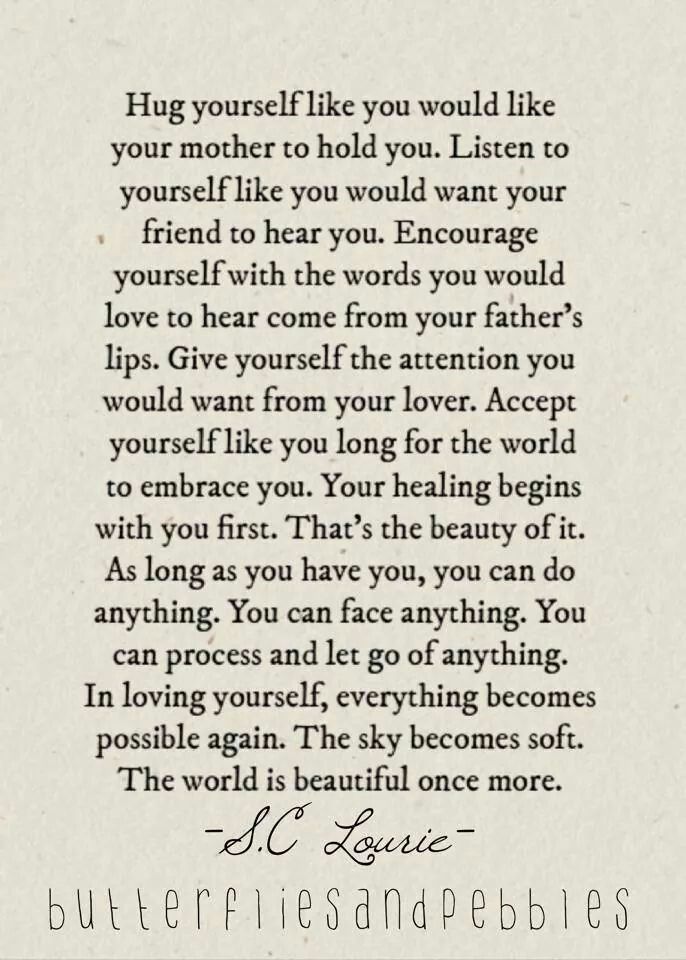 Hug yourself like you would like
your mother to hold you. Listen to
yourself like you would want your
friend to hear you. Encourage
yourself with the words you would
love to hear come from your father's
lips. Give yourself the attention you
would want from your lover. Accept
yourself like you long for the world
to embrace you. Your healing begins
with you first. That's the beauty of it.
As long as you have you, you can do
anything. You can face anything. You
can process and let go of anything.
In loving yourself, everything becomes
possible again. The sky becomes soft.
The world is beautiful once more.
-S.C Lourie-
butterfliesandpebbles